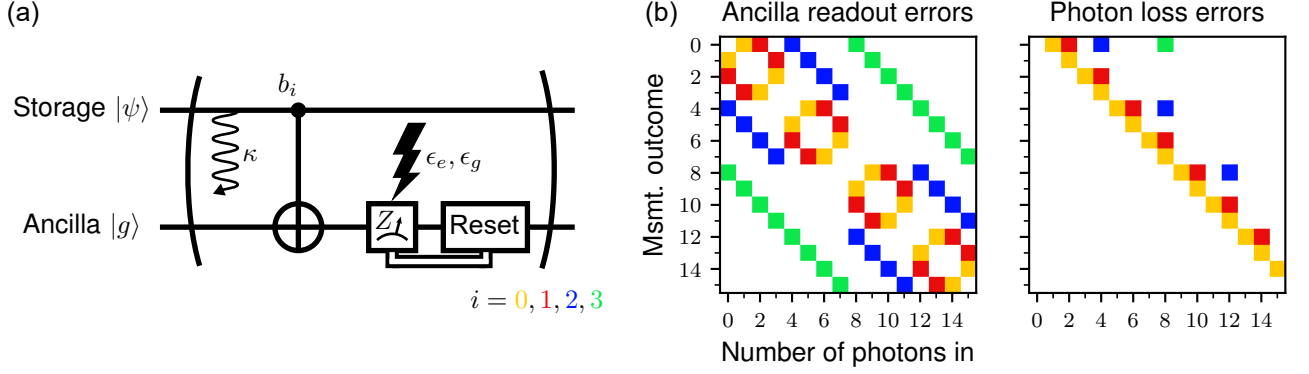 (a)
Storage |ψ⟩
b_i
κ
ϵ_e, ϵ_g
Ancilla |g⟩
Z
Reset
i = 0, 1, 2, 3
(b)
Ancilla readout errors
Photon loss errors
Msmt. outcome
0
2
4
6
8
10
12
14
0 2 4 6 8 10 12 14
0 2 4 6 8 10 12 14
Number of photons in